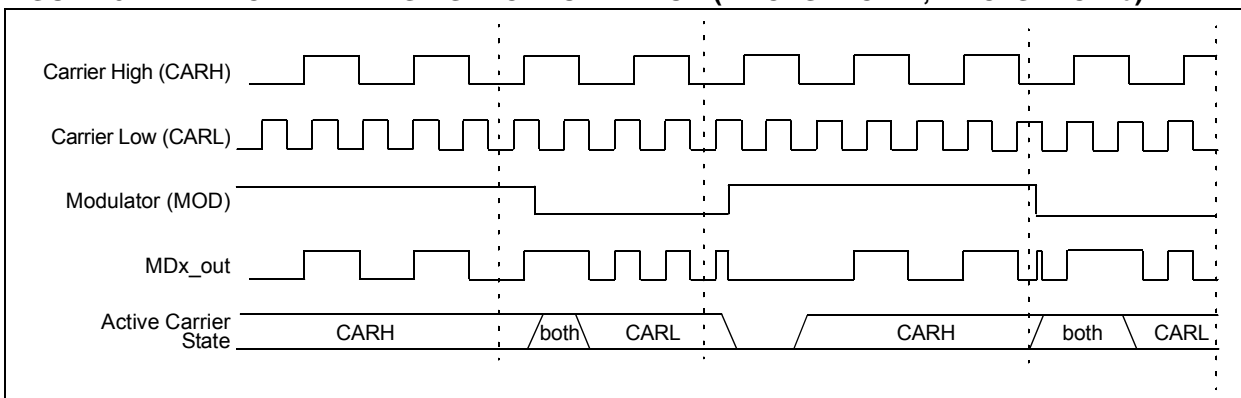 Carrier High (CARH)
Carrier Low (CARL)
Modulator (MOD)
MDx_out
Active Carrier
State
CARH both CARL CARH both CARL